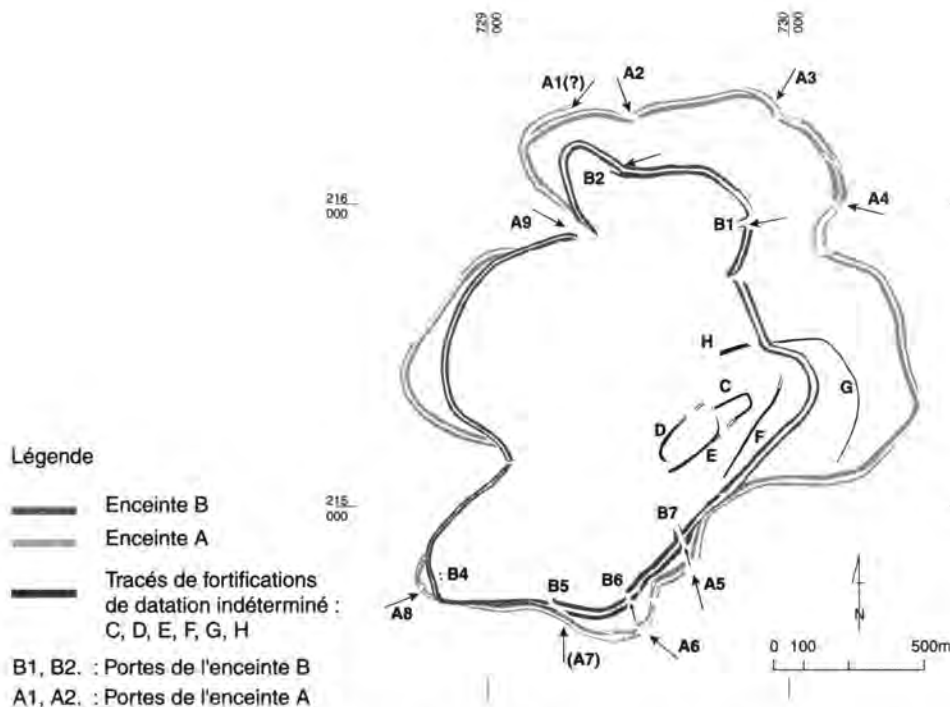 729
000
730
000
A1(?)
A2
A3
B2
216
000
A4
A9
B1
H
C
G
D
F
E
Légende
Enceinte B
215
000
B7
Enceinte A
B4
Tracés de fortifications
de datation indéterminé :
C, D, E, F, G, H
B5
B6
A5
N
A8
A6
(A7)
B1, B2. : Portes de l'enceinte B
0 100 500m
A1, A2. : Portes de l'enceinte A